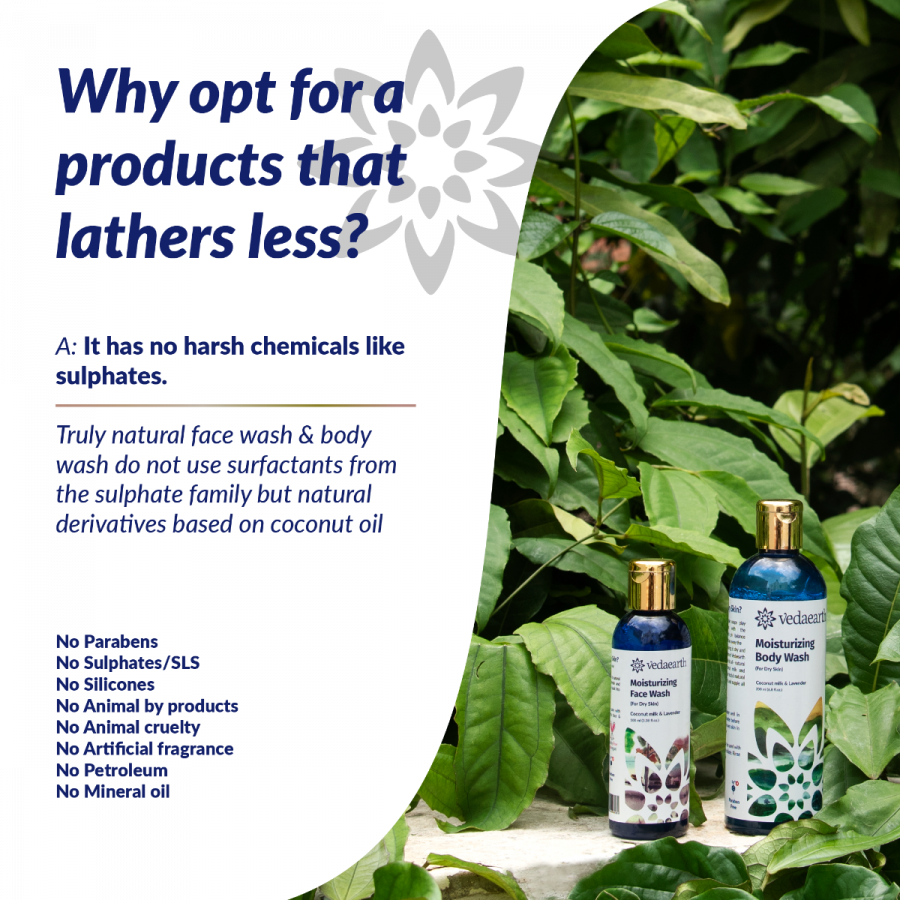 Why opt for a
products that
lathers less?
A: It has no harsh chemicals like
sulphates.
Truly natural face wash & body
wash do not use surfactants from
the sulphate family but natural
derivatives based on coconut oil
No Parabens
No Sulphates/SLS
No Silicones
No Animal by products
No Animal cruelty
No Artificial fragrance
No Petroleum
No Mineral oil
vedaearth
Moisturizing
Face Wash
(For Dry Skin)
Coconut milk & Lavender
Skin?
vedaearth
Moisturizing
Body Wash
(For Dry Skin)
Coconut milk & Lavender